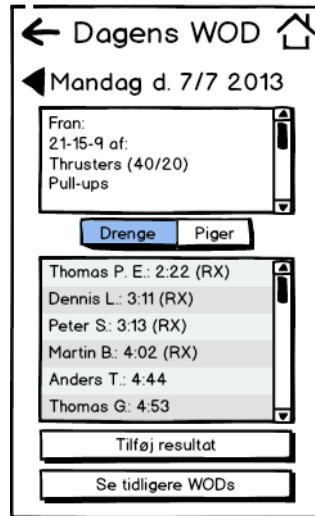 Dagens WOD
Mandag d. 7/7 2013
Fran:
21-15-9 af:
Thrusters (40/20)
Pull-ups
Drenge Piger
Thomas P. E.: 2:22 (RX)
Dennis L.: 3:11 (RX)
Peter S.: 3:13 (RX)
Martin B.: 4:02 (RX)
Anders T.: 4:44
Thomas G.: 4:53
Tilføj resultat
Se tidligere WODs